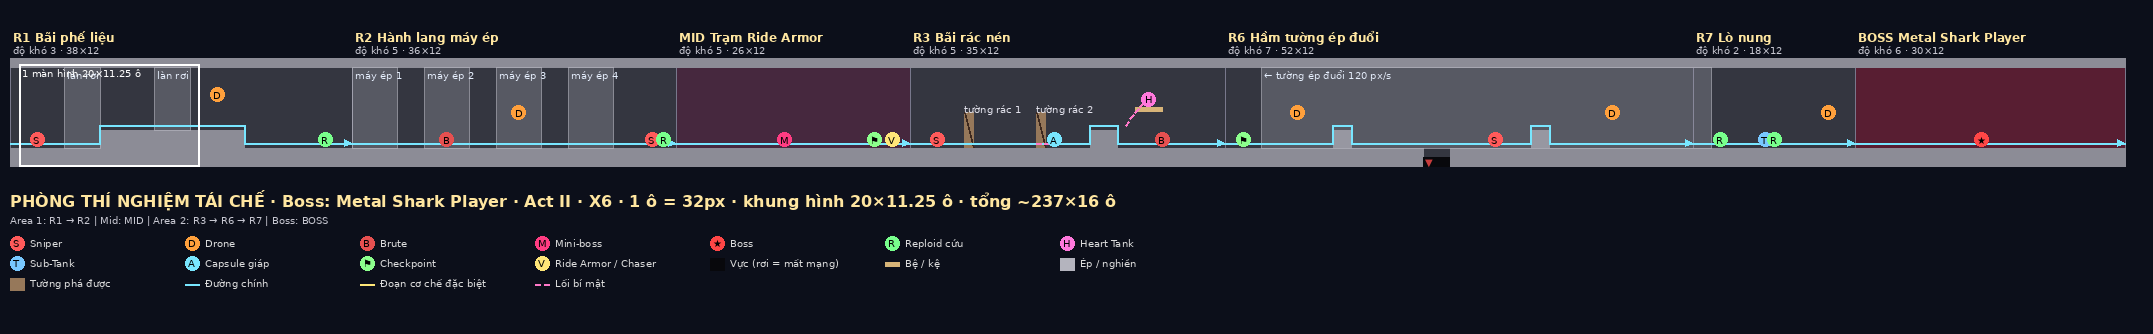 R1 Bãi phế liệu
độ khó 3 · 38×12
R2 Hành lang máy ép
độ khó 5 · 36×12
MID Trạm Ride Armor
độ khó 5 · 26×12
R3 Bãi rác nén
độ khó 5 · 35×12
R6 Hầm tường ép đuổi
độ khó 7 · 52×12
R7 Lò nung
độ khó 2 · 18×12
BOSS Metal Shark Player
độ khó 6 · 30×12
1 màn hình 20×11.25 ô
làn rơi
làn rơi
máy ép 1
máy ép 2
máy ép 3
máy ép 4
← tường ép đuổi 120 px/s
tường rác 1
tường rác 2
D
H
D
D
D
D
S
R
B
S
R
M
⚑
V
S
A
B
⚑
S
R
T
R
★
▼
PHÒNG THÍ NGHIỆM TÁI CHẾ · Boss: Metal Shark Player · Act II · X6 · 1 ô = 32px · khung hình 20×11.25 ô · tổng ~237×16 ô
Area 1: R1 → R2 | Mid: MID | Area 2: R3 → R6 → R7 | Boss: BOSS
S Sniper
D Drone
B Brute
M Mini-boss
★ Boss
R Reploid cứu
H Heart Tank
T Sub-Tank
A Capsule giáp
⚑ Checkpoint
V Ride Armor / Chaser
Vực (rơi = mất mạng)
Bệ / kệ
Ép / nghiền
Tường phá được
Đường chính
Đoạn cơ chế đặc biệt
Lối bí mật